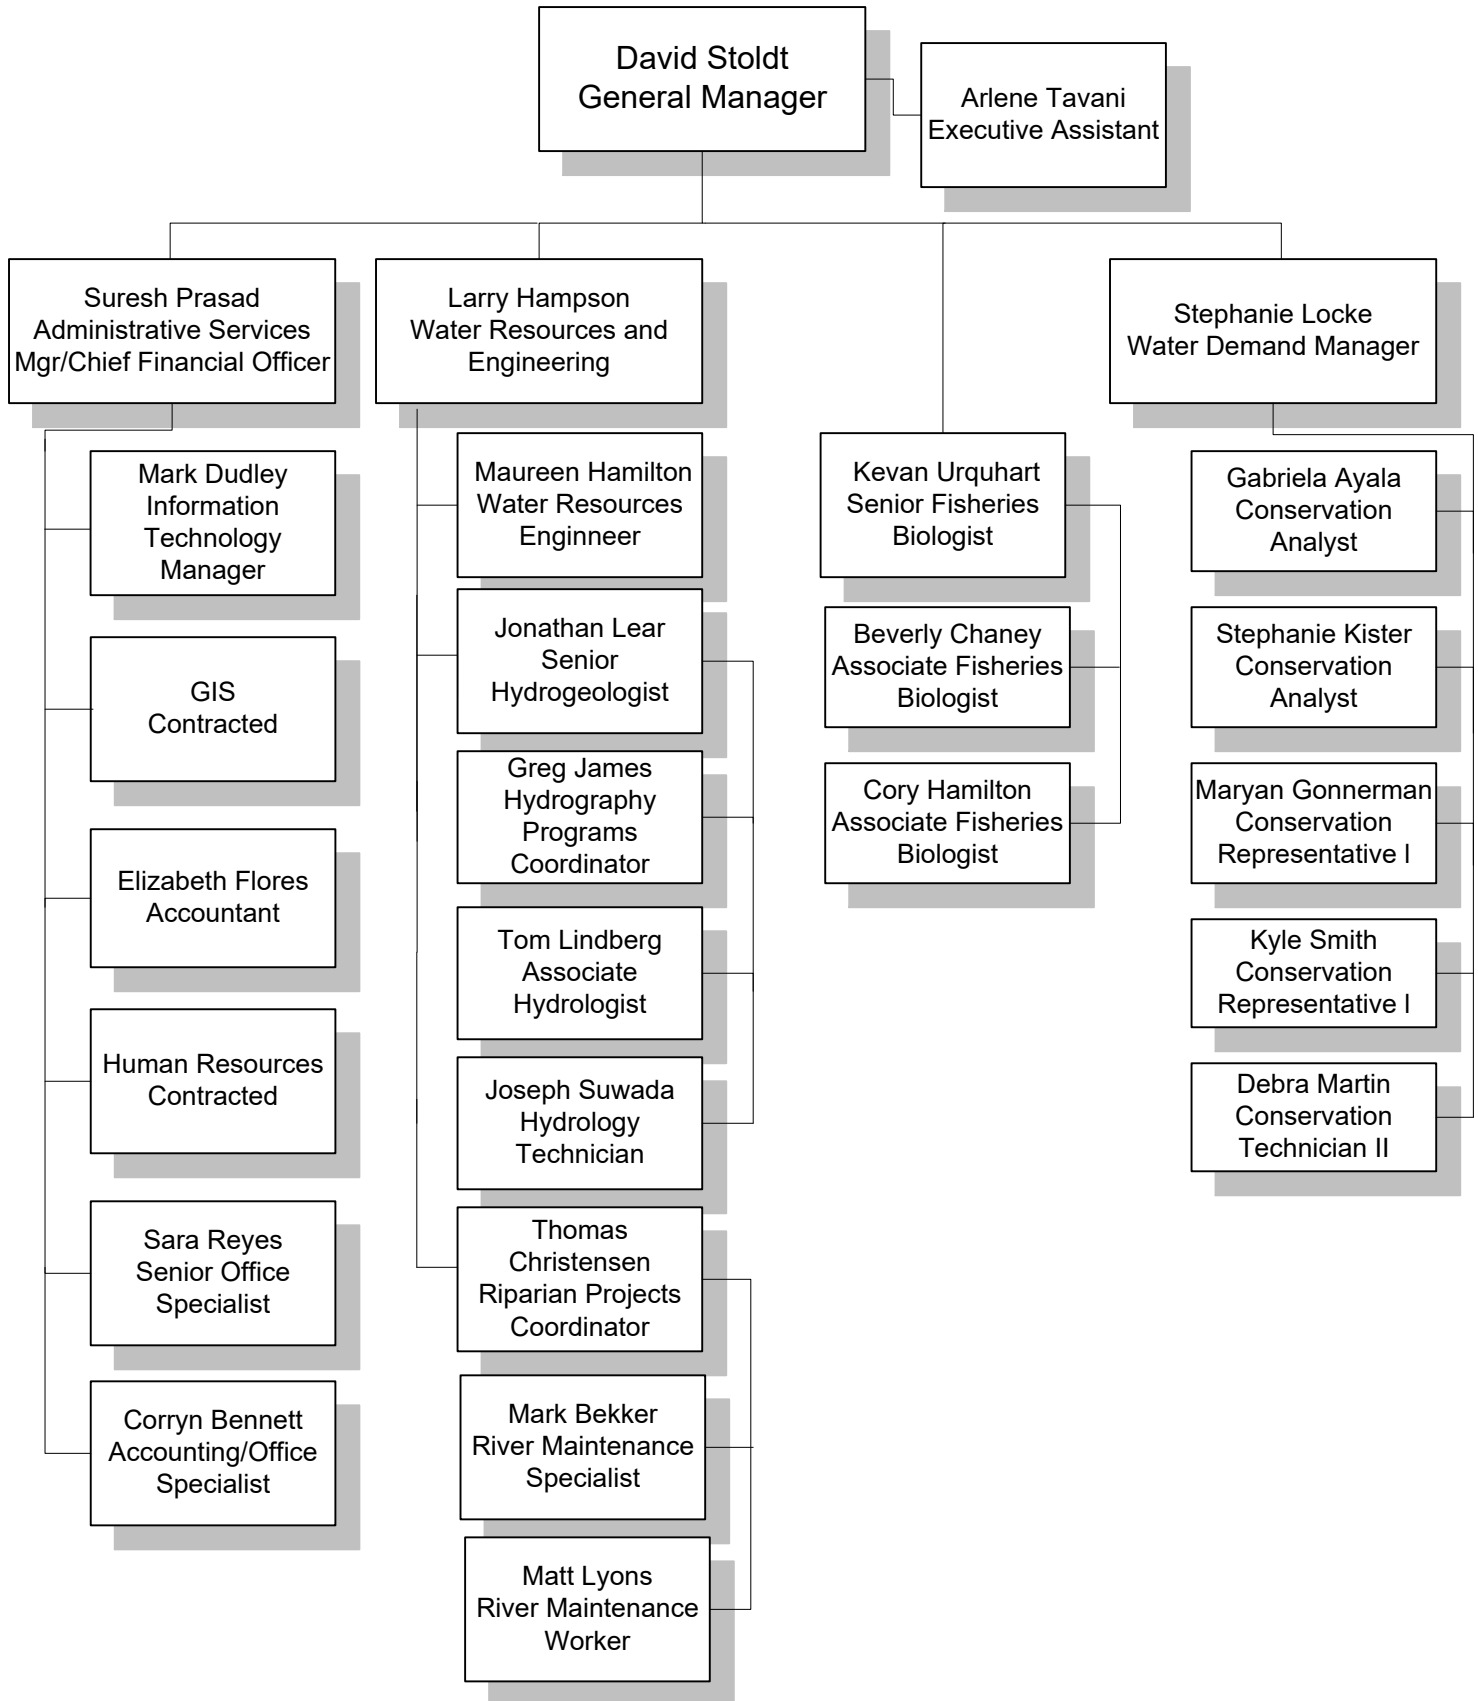 David Stoldt
General Manager
Arlene Tavani
Executive Assistant
Suresh Prasad
Administrative Services
Mgr/Chief Financial Officer
Mark Dudley
Information
Technology
Manager
GIS
Contracted
Elizabeth Flores
Accountant
Human Resources
Contracted
Sara Reyes
Senior Office
Specialist
Corryn Bennett
Accounting/Office
Specialist
Larry Hampson
Water Resources and
Engineering
Maureen Hamilton
Water Resources
Enginneer
Jonathan Lear
Senior
Hydrogeologist
Greg James
Hydrography
Programs
Coordinator
Tom Lindberg
Associate
Hydrologist
Joseph Suwada
Hydrology
Technician
Thomas
Christensen
Riparian Projects
Coordinator
Mark Bekker
River Maintenance
Specialist
Matt Lyons
River Maintenance
Worker
Kevan Urquhart
Senior Fisheries
Biologist
Beverly Chaney
Associate Fisheries
Biologist
Cory Hamilton
Associate Fisheries
Biologist
Stephanie Locke
Water Demand Manager
Gabriela Ayala
Conservation
Analyst
Stephanie Kister
Conservation
Analyst
Maryan Gonnerman
Conservation
Representative I
Kyle Smith
Conservation
Representative I
Debra Martin
Conservation
Technician II